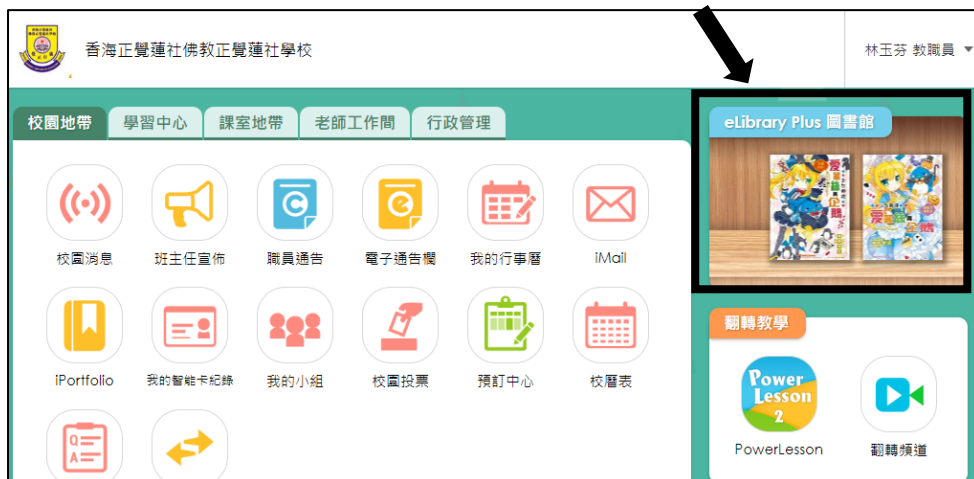 香海正覺蓮社佛教正覺蓮社學校
林玉芬 教職員
校園地帶 學習中心 課室地帶 老師工作間 行政管理
校園消息 班主任宣佈 職員通告 電子通告欄 我的行事曆 iMail
iPortfolio 我的智能卡紀錄 我的小組 校園投票 預訂中心 校曆表
Q=
A=
eLibrary Plus 圖書館
翻轉教學
Power
Lesson
2
PowerLesson 翻轉頻道